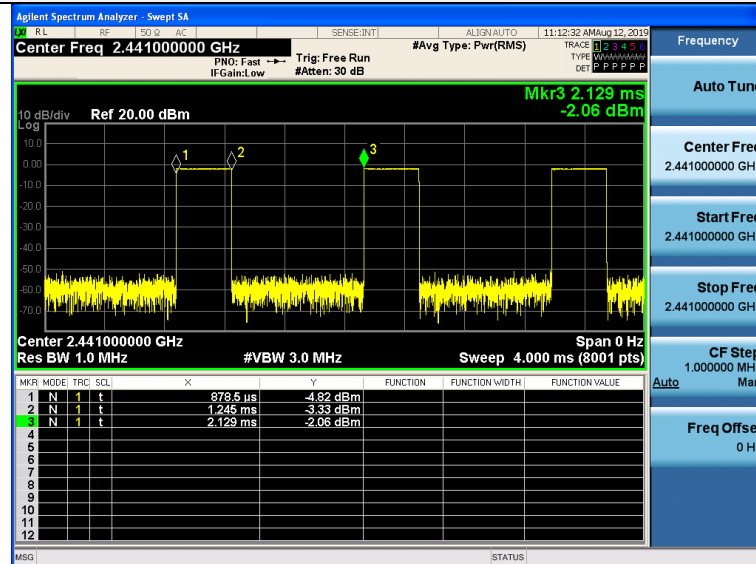 Agilent Spectrum Analyzer - Swept SA
LXI RL RF 50 Ω AC SENSE:INT ALIGN AUTO 11:12:32 AM Aug 12, 2019
Center Freq 2.441000000 GHz
PNO: Fast
IFGain:Low
Trig: Free Run
#Atten: 30 dB
#Avg Type: Pwr(RMS)
TRACE 1 2 3 4 5 6
TYPE WWWWWW
DET P P P P P P
Mkr3 2.129 ms
-2.06 dBm
10 dB/div Ref 20.00 dBm
Log
10.0
0.00
-10.0
-20.0
-30.0
-40.0
-50.0
-60.0
-70.0
1
2
3
Center 2.441000000 GHz Span 0 Hz
Res BW 1.0 MHz #VBW 3.0 MHz Sweep 4.000 ms (8001 pts)
MKR MODE TRC SCL X Y FUNCTION FUNCTION WIDTH FUNCTION VALUE
1 N 1 t 878.5 µs -4.82 dBm
2 N 1 t 1.245 ms -3.33 dBm
3 N 1 t 2.129 ms -2.06 dBm
4
5
6
7
8
9
10
11
12
MSG STATUS
Frequency
Auto Tun
Center Fre
2.441000000 GH
Start Fre
2.441000000 GH
Stop Fre
2.441000000 GH
CF Step
1.000000 MH
Auto Ma
Freq Offse
0 H